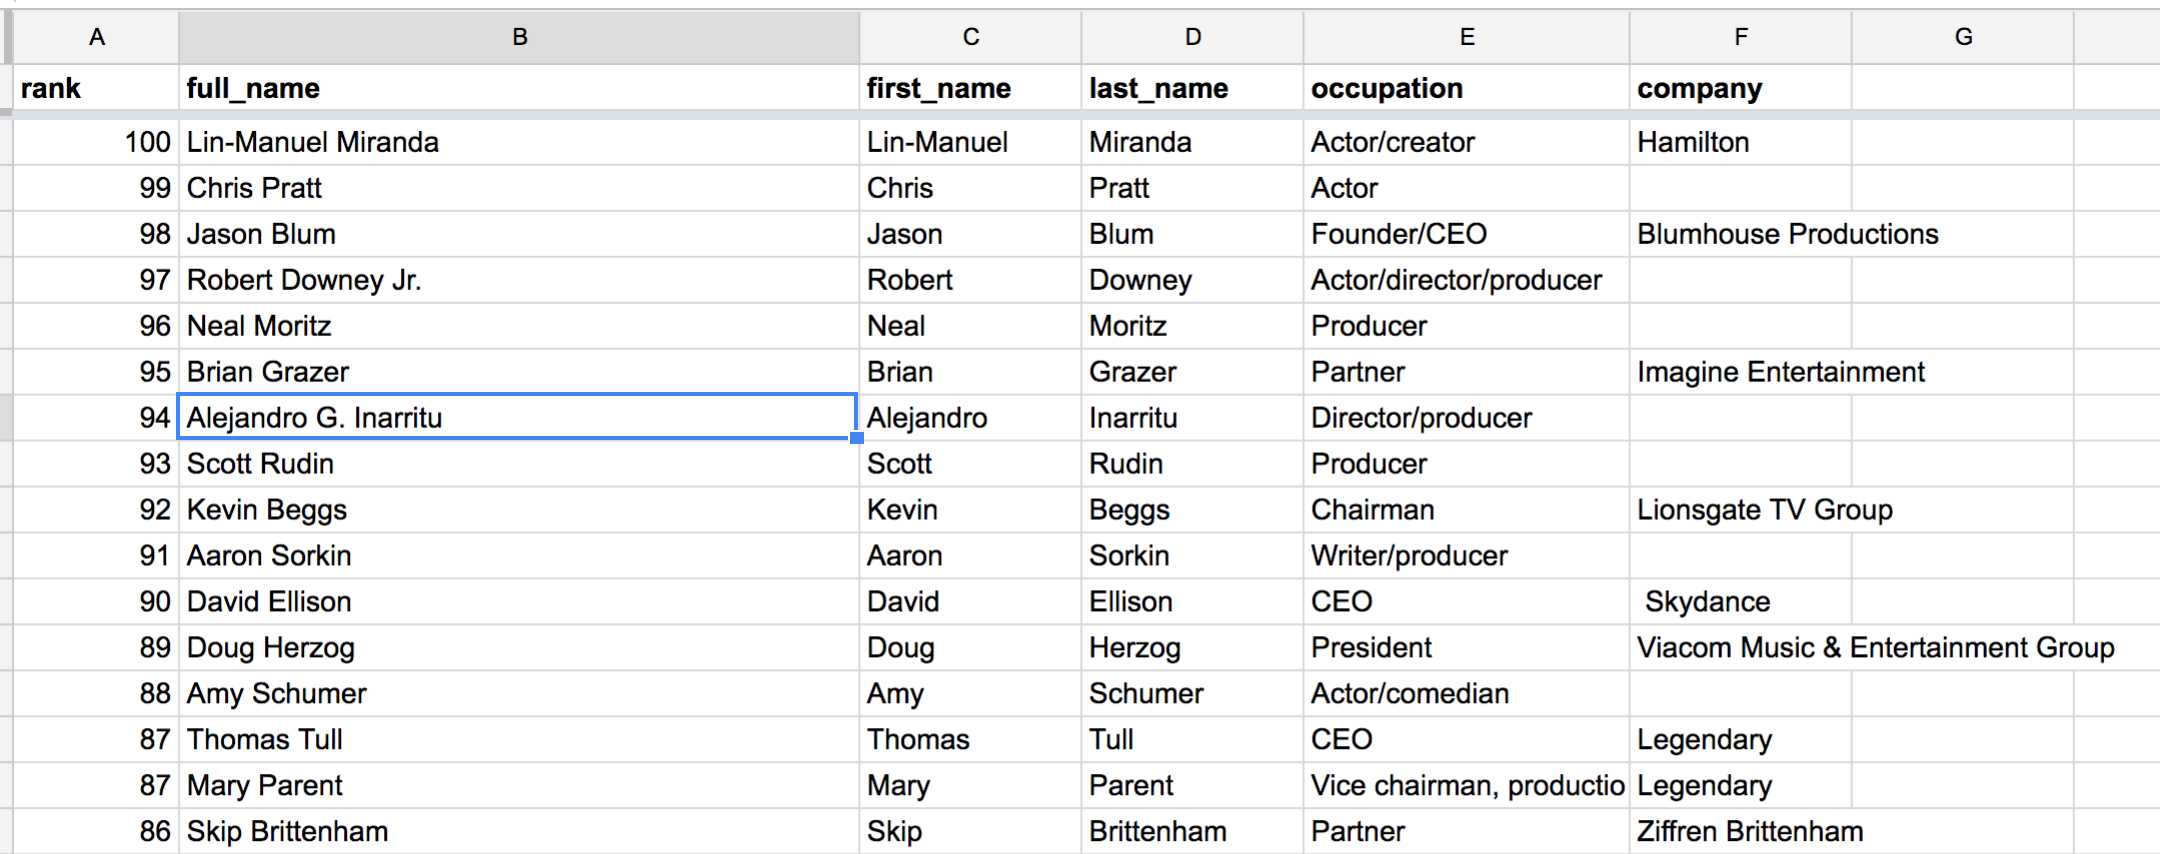 A B C D E F G
rank full_name first_name last_name occupation company
100 Lin-Manuel Miranda Lin-Manuel Miranda Actor/creator Hamilton
99 Chris Pratt Chris Pratt Actor
98 Jason Blum Jason Blum Founder/CEO Blumhouse Productions
97 Robert Downey Jr. Robert Downey Actor/director/producer
96 Neal Moritz Neal Moritz Producer
95 Brian Grazer Brian Grazer Partner Imagine Entertainment
94 Alejandro G. Inarritu Alejandro Inarritu Director/producer
93 Scott Rudin Scott Rudin Producer
92 Kevin Beggs Kevin Beggs Chairman Lionsgate TV Group
91 Aaron Sorkin Aaron Sorkin Writer/producer
90 David Ellison David Ellison CEO Skydance
89 Doug Herzog Doug Herzog President Viacom Music & Entertainment Group
88 Amy Schumer Amy Schumer Actor/comedian
87 Thomas Tull Thomas Tull CEO Legendary
87 Mary Parent Mary Parent Vice chairman, productio Legendary
86 Skip Brittenham Skip Brittenham Partner Ziffren Brittenham